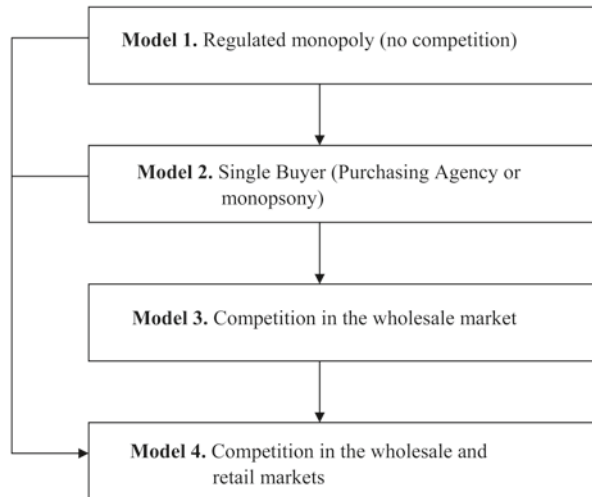 Model 1. Regulated monopoly (no competition)
Model 2. Single Buyer (Purchasing Agency or
monopsony)
Model 3. Competition in the wholesale market
Model 4. Competition in the wholesale and
retail markets